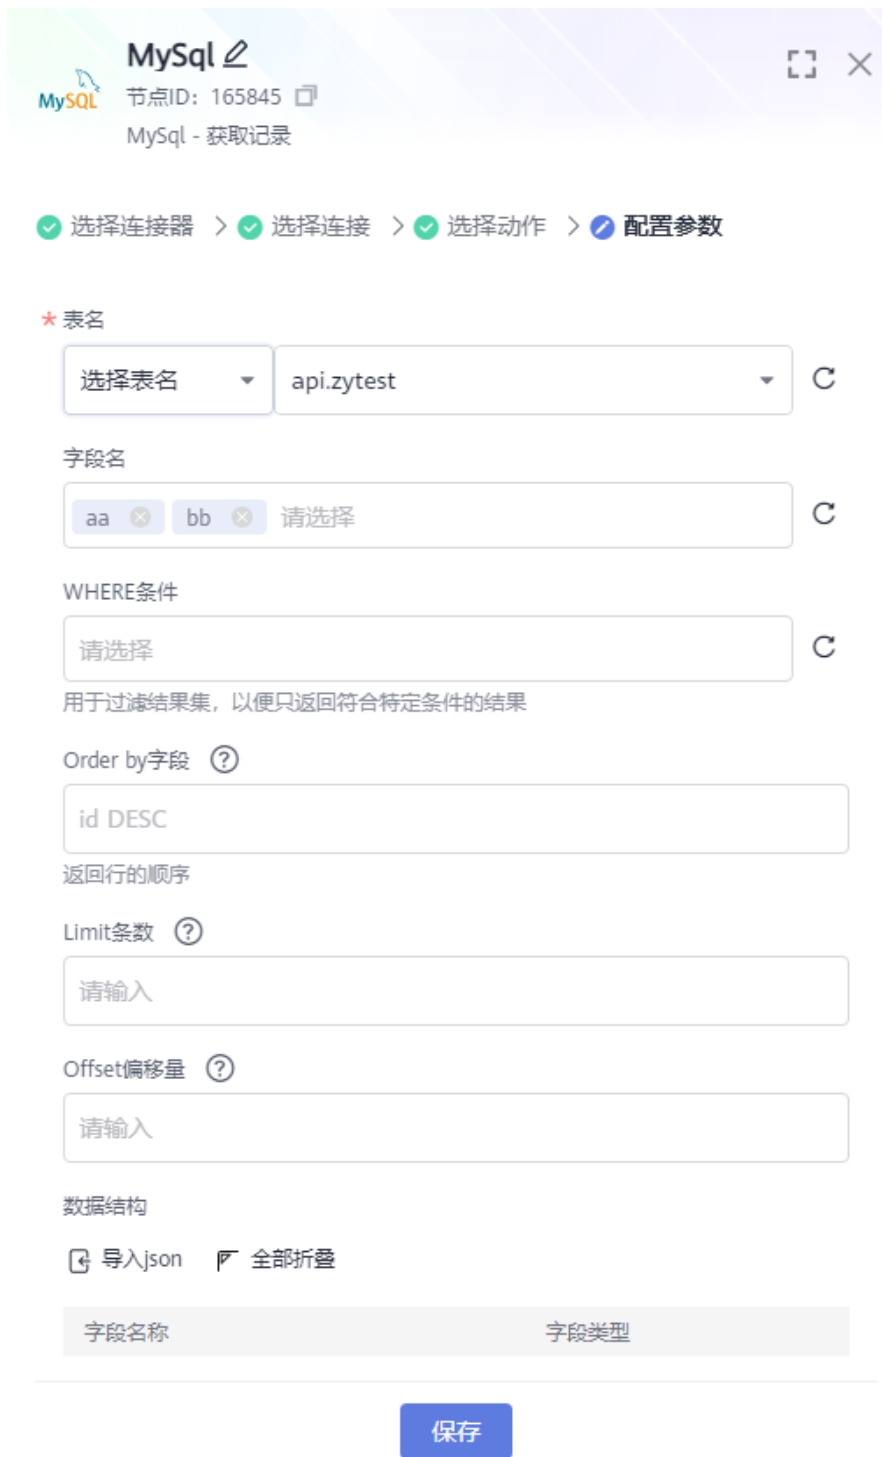 MySql
MySQL
节点ID: 165845
MySql - 获取记录
选择连接器 > 选择连接 > 选择动作 > 配置参数
* 表名
选择表名 api.zytest
字段名
aa bb 请选择
WHERE条件
请选择
用于过滤结果集，以便只返回符合特定条件的结果
Order by字段 ?
id DESC
返回行的顺序
Limit条数 ?
请输入
Offset偏移量 ?
请输入
数据结构
导入json 全部折叠
字段名称 字段类型
保存